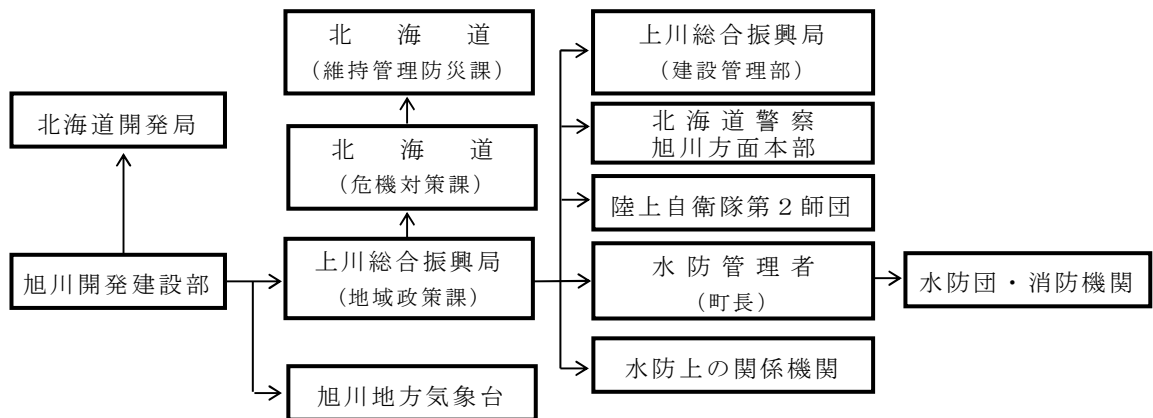 北海道
（維持管理防災課）
上川総合振興局
（建設管理部）
北海道開発局
北海道
（危機対策課）
北海道警察
旭川方面本部
陸上自衛隊第２師団
旭川開発建設部
上川総合振興局
（地域政策課）
水防管理者
（町長）
水防団・消防機関
旭川地方気象台
水防上の関係機関